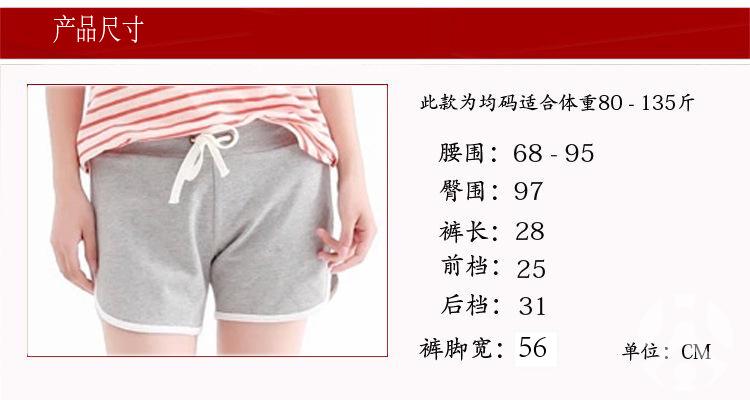 产品尺寸
此款为均码适合体重80 - 135斤
腰围：68 - 95
臀围：97
裤长：28
前档：25
后档：31
裤脚宽：56
单位：CM